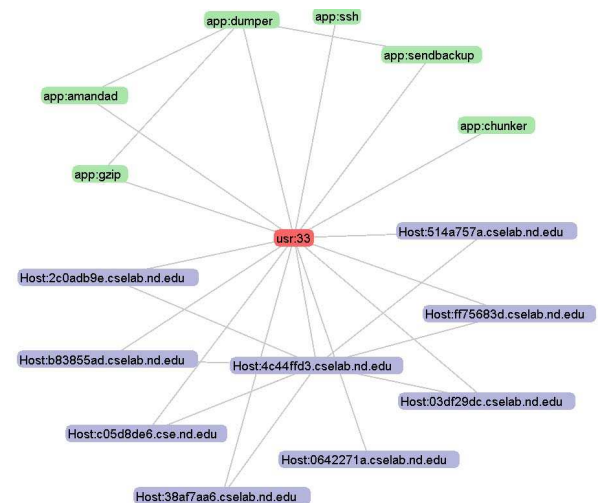 app:dumper
app:ssh
app:sendbackup
app:amandad
app:chunker
app:gzip
usr:33
Host:514a757a.cselab.nd.edu
Host:2c0adb9e.cselab.nd.edu
Host:ff75683d.cselab.nd.edu
Host:b83855ad.cselab.nd.edu
Host:4c44ffd3.cselab.nd.edu
Host:03df29dc.cselab.nd.edu
Host:c05d8de6.cse.nd.edu
Host:0642271a.cselab.nd.edu
Host:38af7aa6.cselab.nd.edu